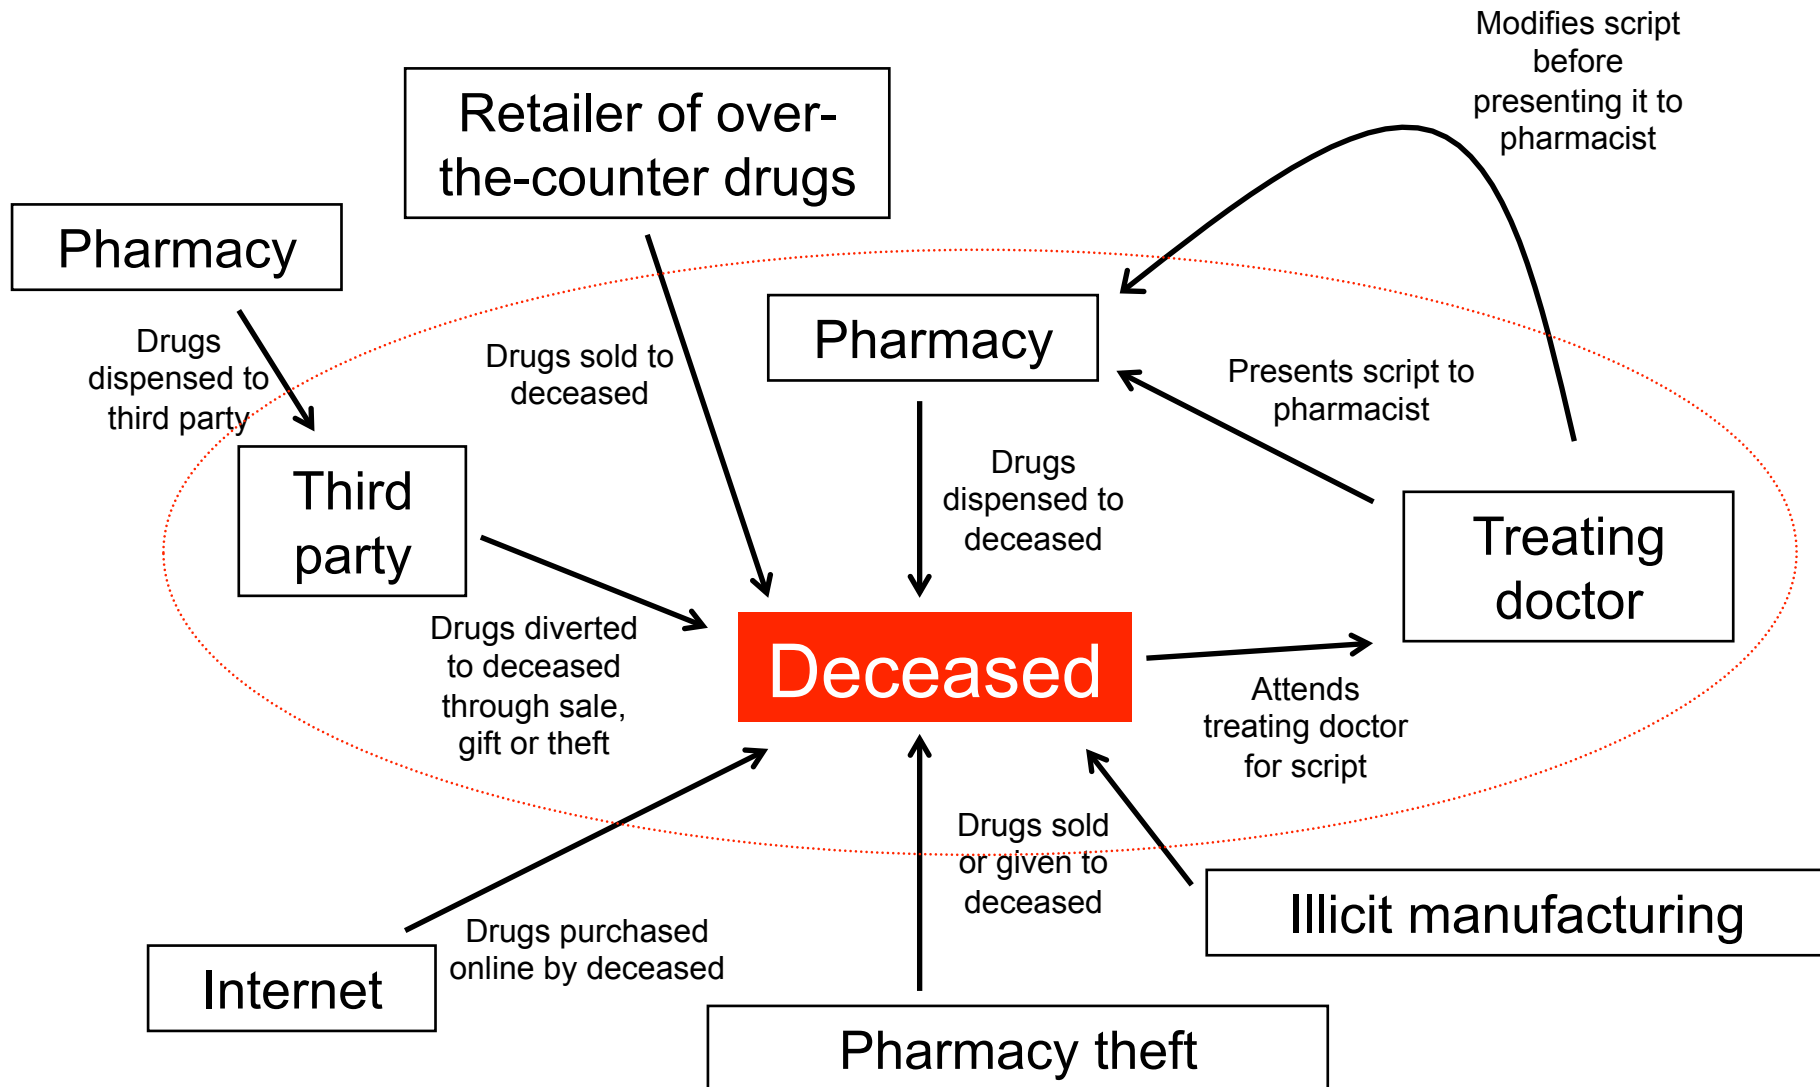 Modifies script
before
presenting it to
pharmacist
Retailer of over-
the-counter drugs
Pharmacy
Pharmacy
Drugs
dispensed to
third party
Drugs sold to
deceased
Presents script to
pharmacist
Third
party
Drugs
dispensed to
deceased
Treating
doctor
Drugs diverted
to deceased
through sale,
gift or theft
Deceased
Attends
treating doctor
for script
Drugs sold
or given to
deceased
Illicit manufacturing
Drugs purchased
online by deceased
Internet
Pharmacy theft